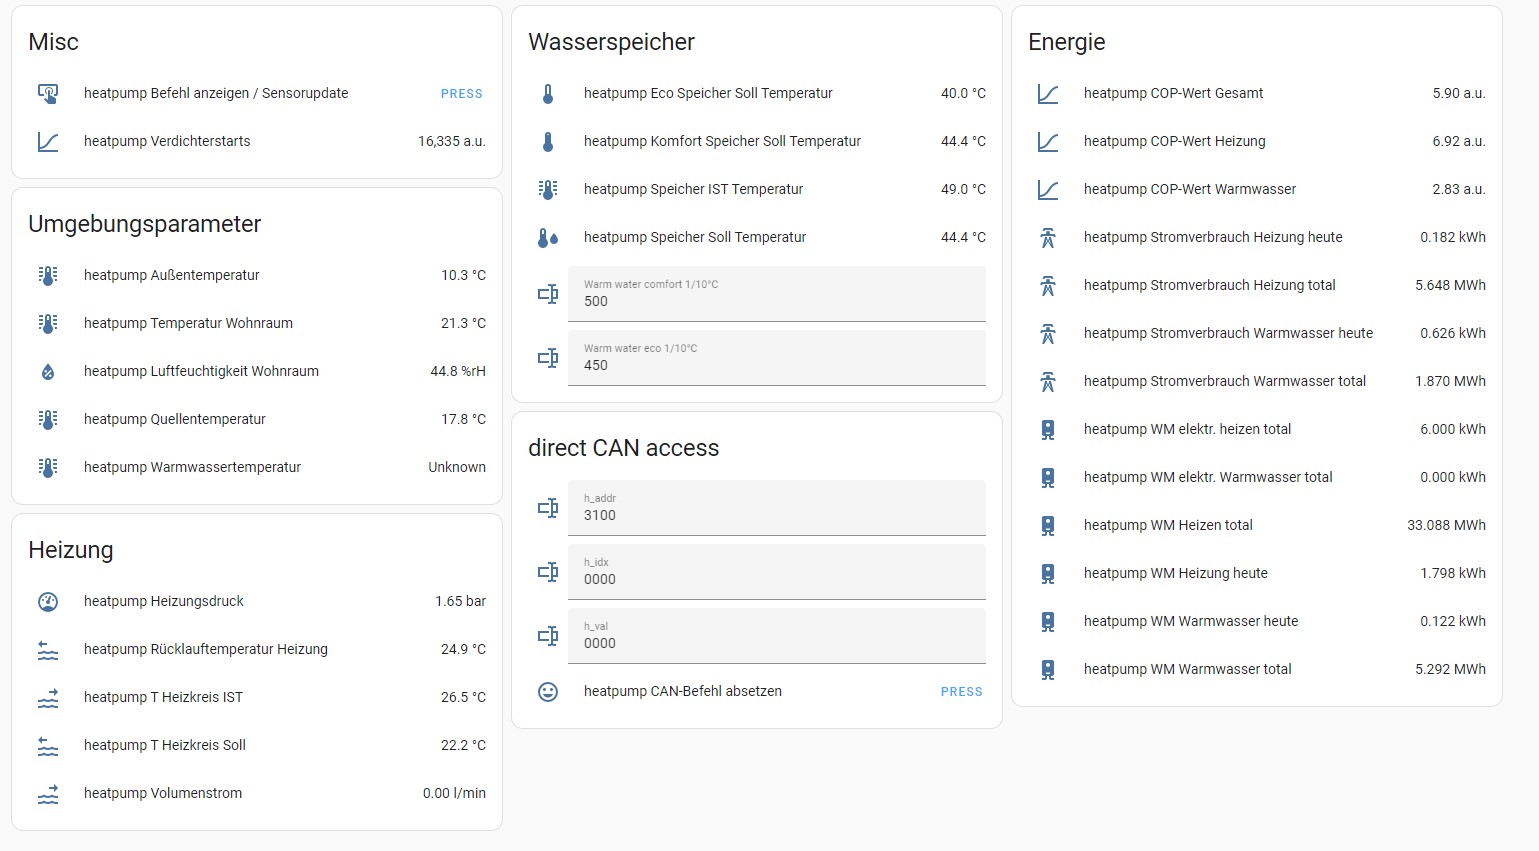 Misc
heatpump Befehl anzeigen / Sensorupdate PRESS
heatpump Verdichterstarts 16,335 a.u.
Umgebungsparameter
heatpump Außentemperatur 10.3 °C
heatpump Temperatur Wohnraum 21.3 °C
heatpump Luftfeuchtigkeit Wohnraum 44.8 %rH
heatpump Quellentemperatur 17.8 °C
heatpump Warmwassertemperatur Unknown
Heizung
heatpump Heizungsdruck 1.65 bar
heatpump Rücklauftemperatur Heizung 24.9 °C
heatpump T Heizkreis IST 26.5 °C
heatpump T Heizkreis Soll 22.2 °C
heatpump Volumenstrom 0.00 l/min
Wasserspeicher
heatpump Eco Speicher Soll Temperatur 40.0 °C
heatpump Komfort Speicher Soll Temperatur 44.4 °C
heatpump Speicher IST Temperatur 49.0 °C
heatpump Speicher Soll Temperatur 44.4 °C
Warm water comfort 1/10°C
500
Warm water eco 1/10°C
450
direct CAN access
h_addr
3100
h_idx
0000
h_val
0000
heatpump CAN-Befehl absetzen PRESS
Energie
heatpump COP-Wert Gesamt 5.90 a.u.
heatpump COP-Wert Heizung 6.92 a.u.
heatpump COP-Wert Warmwasser 2.83 a.u.
heatpump Stromverbrauch Heizung heute 0.182 kWh
heatpump Stromverbrauch Heizung total 5.648 MWh
heatpump Stromverbrauch Warmwasser heute 0.626 kWh
heatpump Stromverbrauch Warmwasser total 1.870 MWh
heatpump WM elektr. heizen total 6.000 kWh
heatpump WM elektr. Warmwasser total 0.000 kWh
heatpump WM Heizen total 33.088 MWh
heatpump WM Heizung heute 1.798 kWh
heatpump WM Warmwasser heute 0.122 kWh
heatpump WM Warmwasser total 5.292 MWh